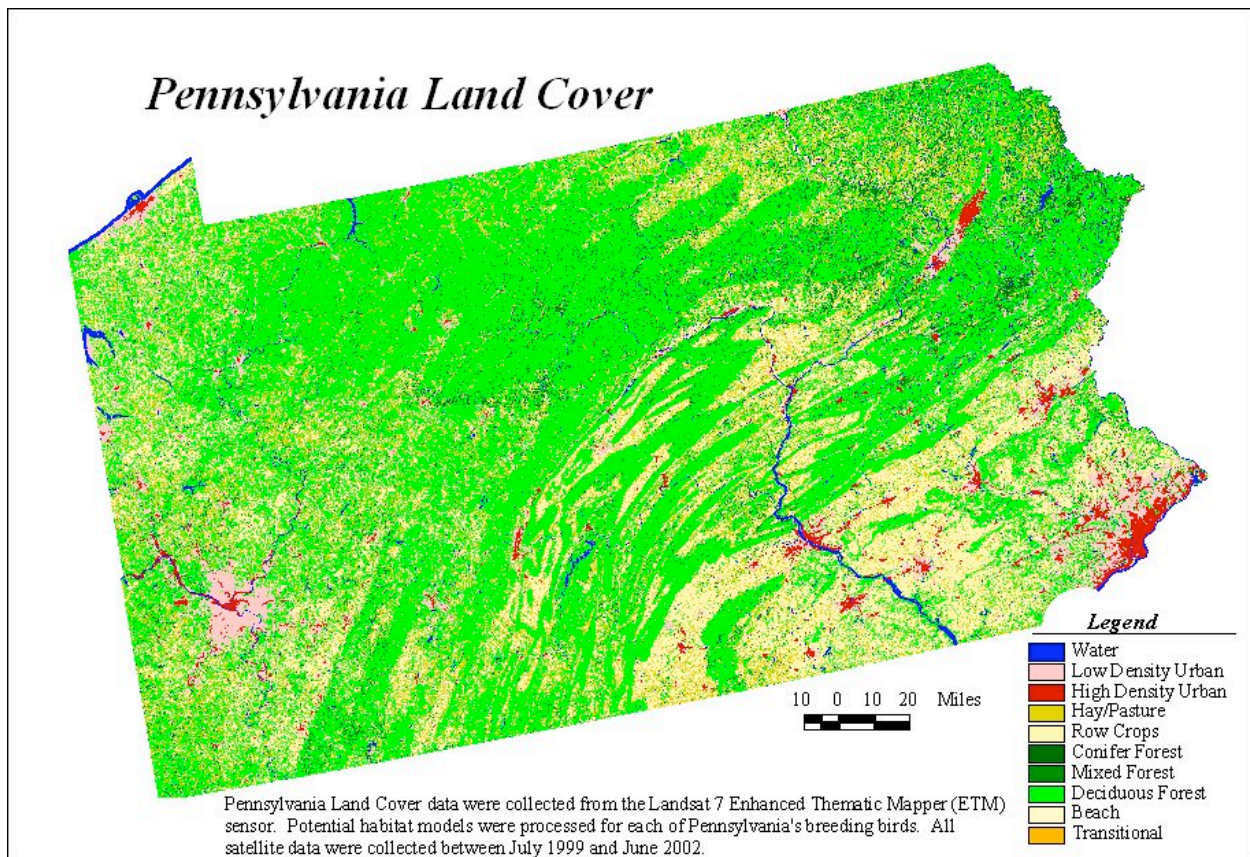 Pennsylvania Land Cover
Legend
Water
Low Density Urban
High Density Urban
Hay/Pasture
Row Crops
Conifer Forest
Mixed Forest
Deciduous Forest
Beach
Transitional
10 0 10 20 Miles
Pennsylvania Land Cover data were collected from the Landsat 7 Enhanced Thematic Mapper (ETM)
sensor. Potential habitat models were processed for each of Pennsylvania's breeding birds. All
satellite data were collected between July 1999 and June 2002.